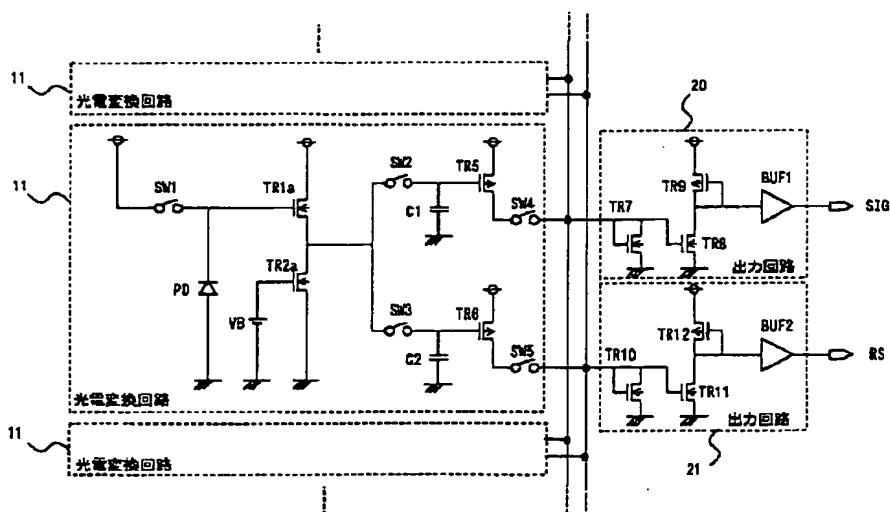 11
光電変換回路
11
SW1
TR1a
TR2a
PD
VB
SW2
C1
TR5
SW4
SW3
C2
TR6
SW5
光電変換回路
11
光電変換回路
20
TR9
BUF1
SIG
TR7
TR8
出力回路
TR12
BUF2
RS
TR10
TR11
出力回路
21